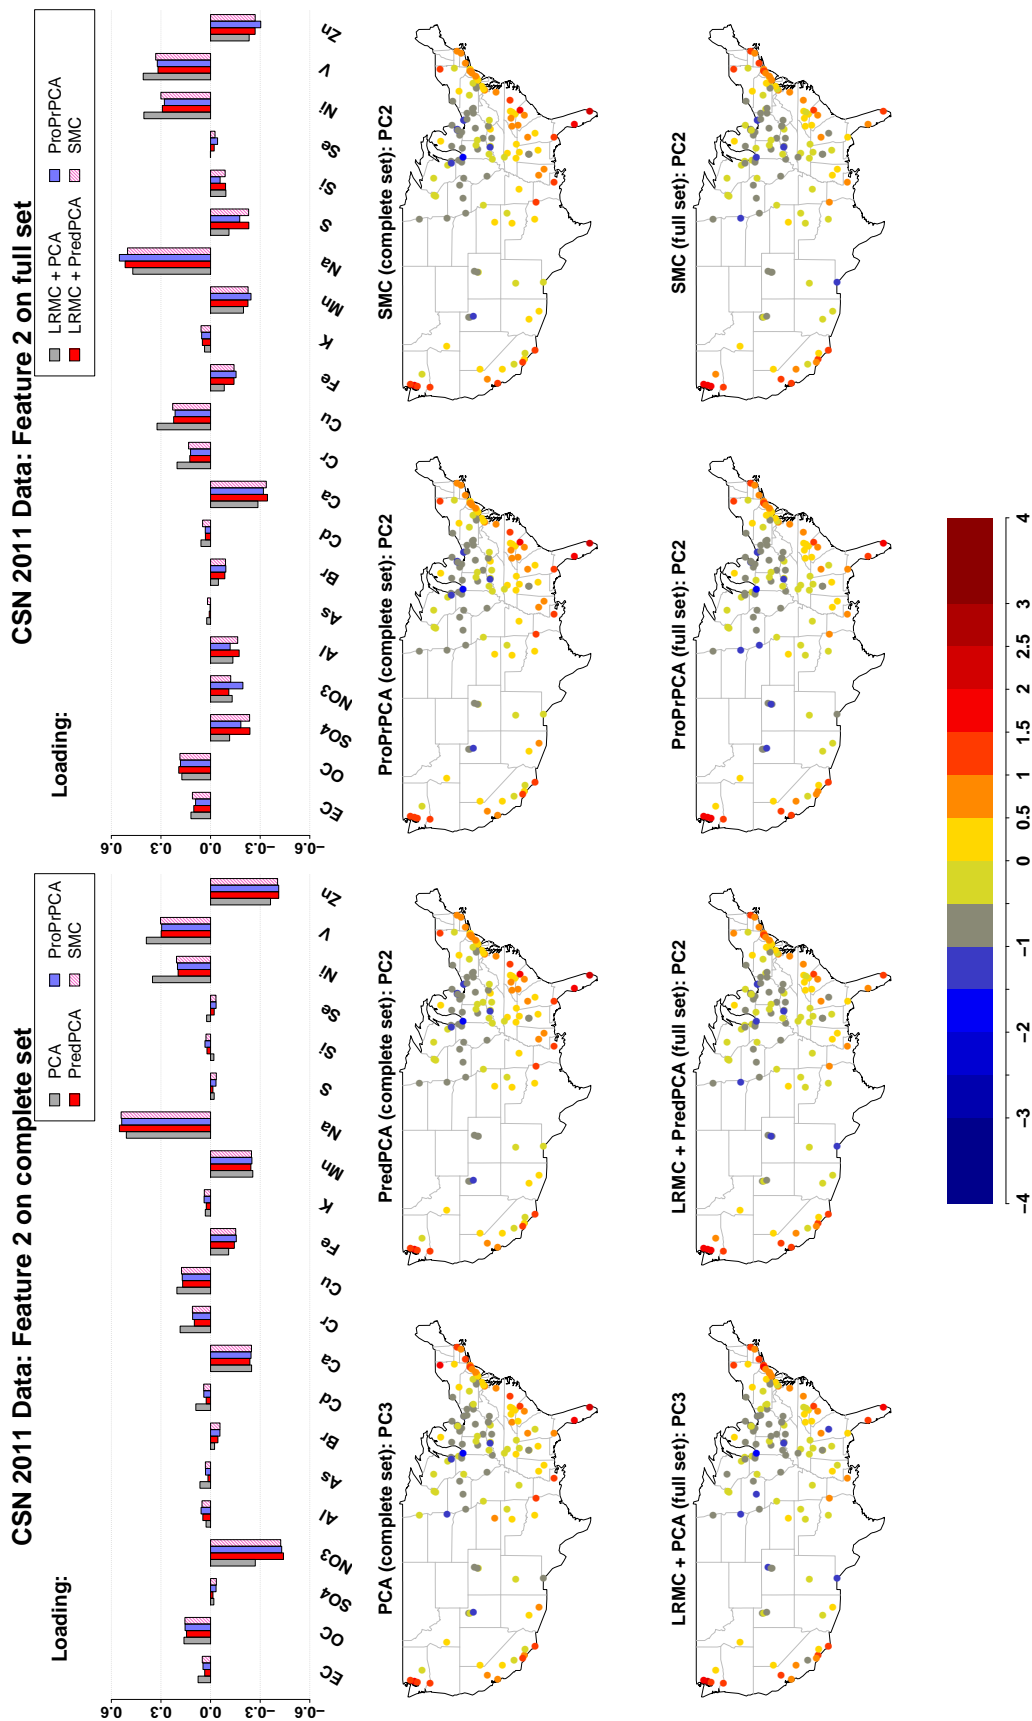 CSN 2011 Data: Feature 2 on complete set
Loading:
PCA
PredPCA
ProPrPCA
SMC
0.6
0.3
0.0
−0.3
−0.6
EC OC SO4 NO3 Al As Br Cd Ca Cr Cu Fe K Mn Na S Si Se Ni V Zn
CSN 2011 Data: Feature 2 on full set
Loading:
LRMC + PCA
LRMC + PredPCA
ProPrPCA
SMC
0.6
0.3
0.0
−0.3
−0.6
EC OC SO4 NO3 Al As Br Cd Ca Cr Cu Fe K Mn Na S Si Se Ni V Zn
PCA (complete set): PC3
PredPCA (complete set): PC2
ProPrPCA (complete set): PC2
SMC (complete set): PC2
LRMC + PCA (full set): PC3
LRMC + PredPCA (full set): PC2
ProPrPCA (full set): PC2
SMC (full set): PC2
−4 −3 −2 −1 0 0.5 1 1.5 2 2.5 3 4